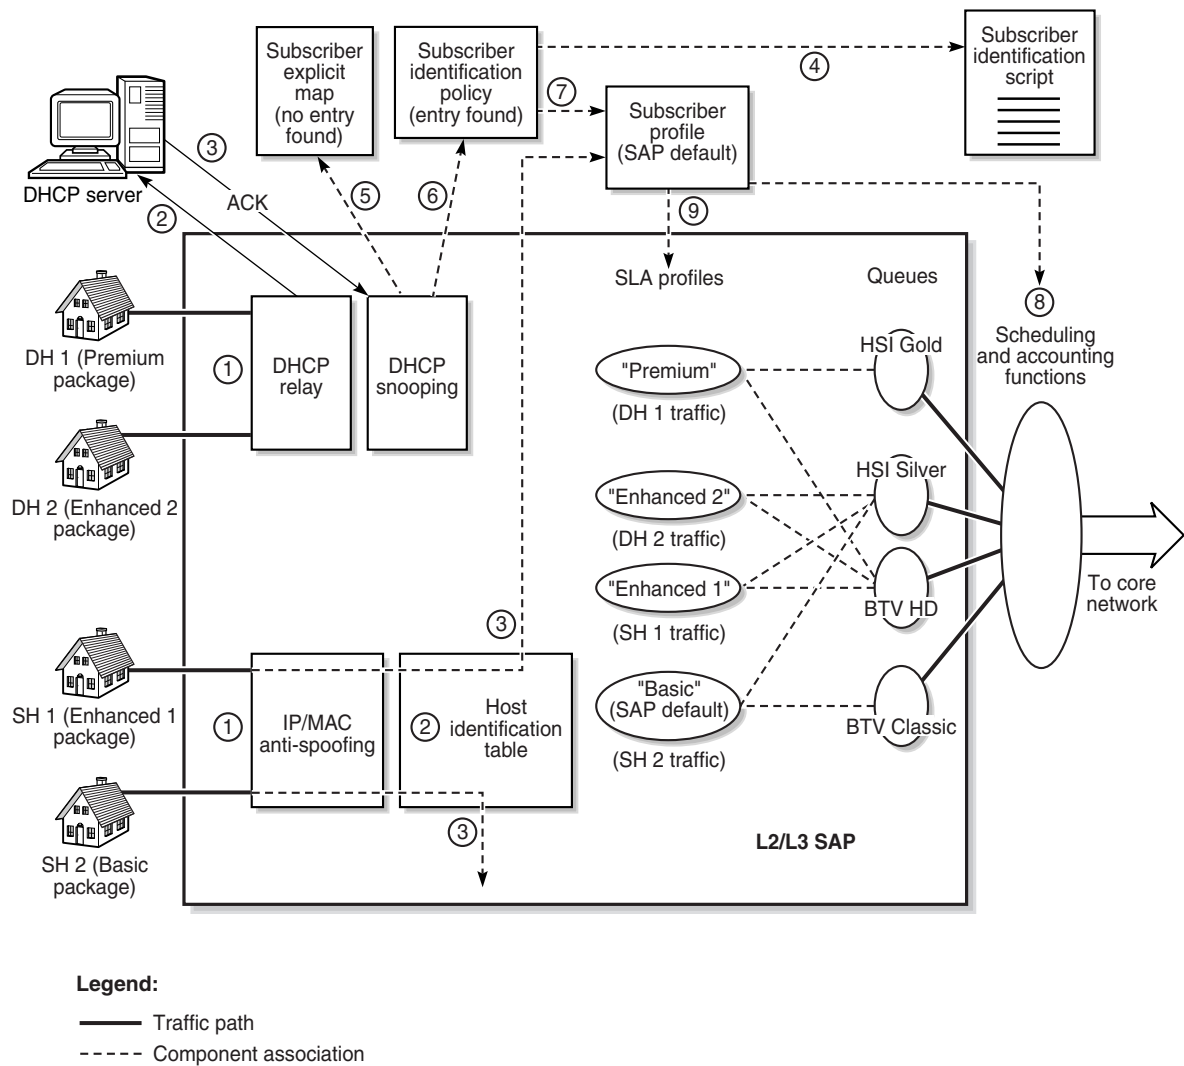 Subscriber
explicit
map
(no entry
found)
Subscriber
identification
policy
(entry found)
4
Subscriber
identification
script
7
Subscriber
profile
(SAP default)
DHCP server
3
ACK
2
5
6
9
SLA profiles
Queues
8
Scheduling
and accounting
functions
DH 1 (Premium
package)
1
DHCP
relay
DHCP
snooping
"Premium"
(DH 1 traffic)
HSI Gold
DH 2 (Enhanced 2
package)
"Enhanced 2"
(DH 2 traffic)
HSI Silver
"Enhanced 1"
(SH 1 traffic)
BTV HD
To core
network
3
SH 1 (Enhanced 1
package)
1
IP/MAC
anti-spoofing
2
Host
identification
table
"Basic"
(SAP default)
(SH 2 traffic)
BTV Classic
3
SH 2 (Basic
package)
L2/L3 SAP
Legend:
Traffic path
Component association